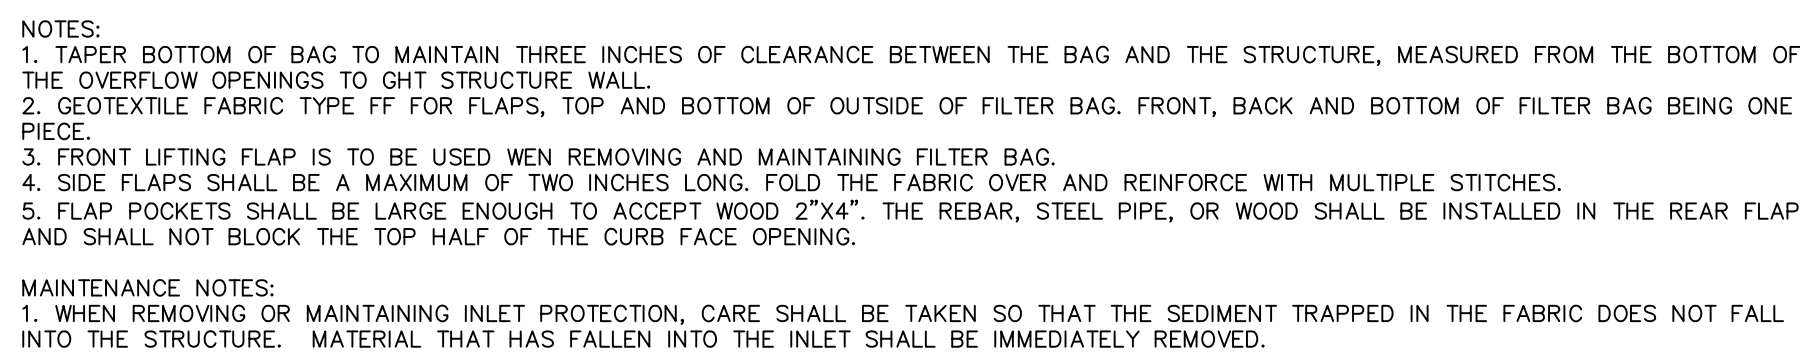 NOTES:
1. TAPER BOTTOM OF BAG TO MAINTAIN THREE INCHES OF CLEARANCE BETWEEN THE BAG AND THE STRUCTURE, MEASURED FROM THE BOTTOM OF
THE OVERFLOW OPENINGS TO GHT STRUCTURE WALL.
2. GEOTEXTILE FABRIC TYPE FF FOR FLAPS, TOP AND BOTTOM OF OUTSIDE OF FILTER BAG. FRONT, BACK AND BOTTOM OF FILTER BAG BEING ONE
PIECE.
3. FRONT LIFTING FLAP IS TO BE USED WEN REMOVING AND MAINTAINING FILTER BAG.
4. SIDE FLAPS SHALL BE A MAXIMUM OF TWO INCHES LONG. FOLD THE FABRIC OVER AND REINFORCE WITH MULTIPLE STITCHES.
5. FLAP POCKETS SHALL BE LARGE ENOUGH TO ACCEPT WOOD 2”X4”. THE REBAR, STEEL PIPE, OR WOOD SHALL BE INSTALLED IN THE REAR FLAP
AND SHALL NOT BLOCK THE TOP HALF OF THE CURB FACE OPENING.

MAINTENANCE NOTES:
1. WHEN REMOVING OR MAINTAINING INLET PROTECTION, CARE SHALL BE TAKEN SO THAT THE SEDIMENT TRAPPED IN THE FABRIC DOES NOT FALL
INTO THE STRUCTURE.  MATERIAL THAT HAS FALLEN INTO THE INLET SHALL BE IMMEDIATELY REMOVED.